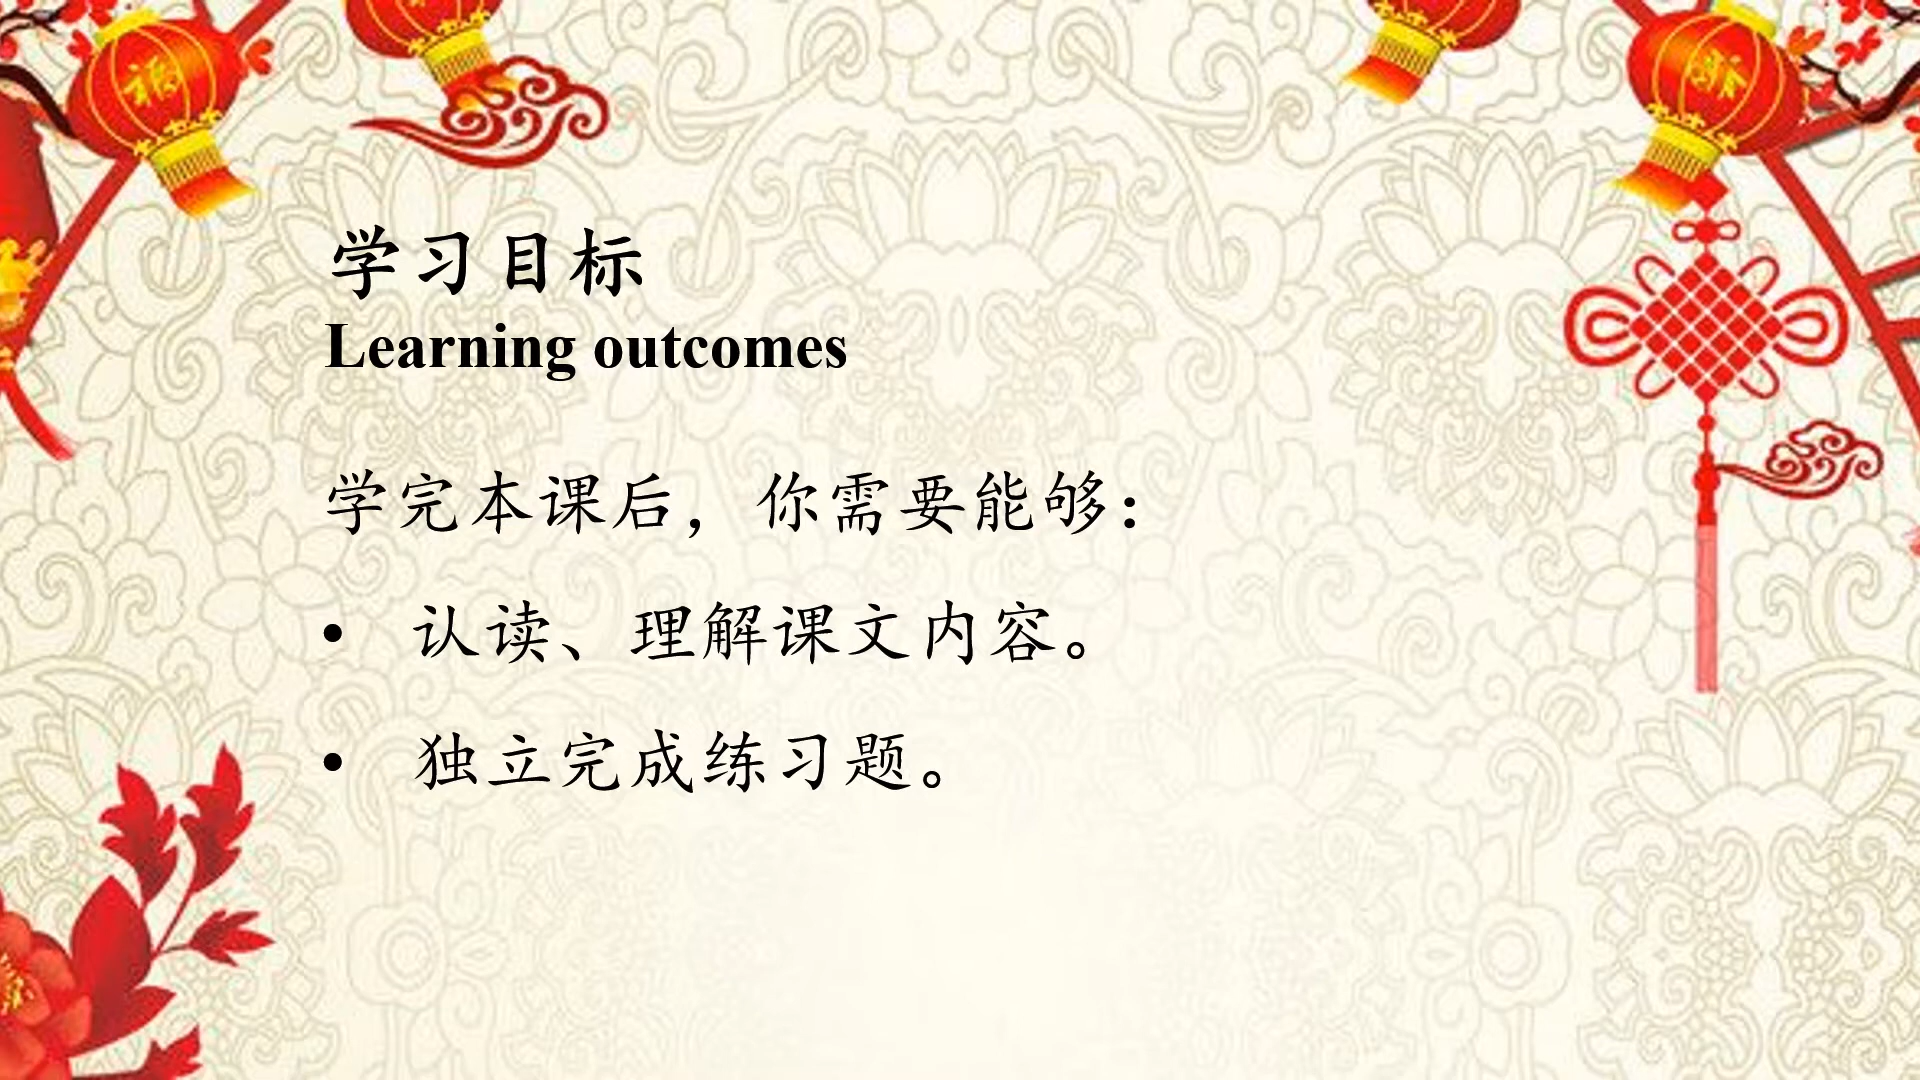 学习目标
Learning outcomes
学完本课后，你需要能够：
• 认读、理解课文内容。
• 独立完成练习题。
福